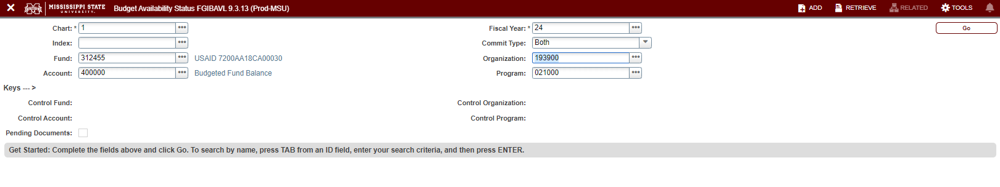 MISSISSIPPI STATE UNIVERSITY. Budget Availability Status FGIBAVL 9.3.13 (Prod-MSU) ADD RETRIEVE RELATED TOOLS
Chart: * 1 ••• Fiscal Year: * 24 ••• Go
Index: ••• Commit Type: Both
Fund: 312455 ••• USAID 7200AA18CA00030 Organization: 193900 •••
Account: 400000 ••• Budgeted Fund Balance Program: 021000 •••
Keys --- >
Control Fund: Control Organization:
Control Account: Control Program:
Pending Documents:
Get Started: Complete the fields above and click Go. To search by name, press TAB from an ID field, enter your search criteria, and then press ENTER.